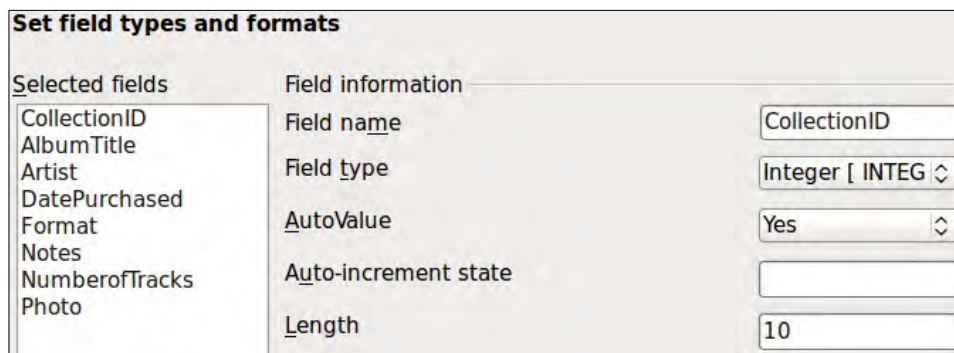 Set field types and formats
Selected fields
CollectionID
AlbumTitle
Artist
DatePurchased
Format
Notes
NumberofTracks
Photo
Field information
Field name
CollectionID
Field type
Integer [ INTEG
AutoValue
Yes
Auto-increment state
Length
10